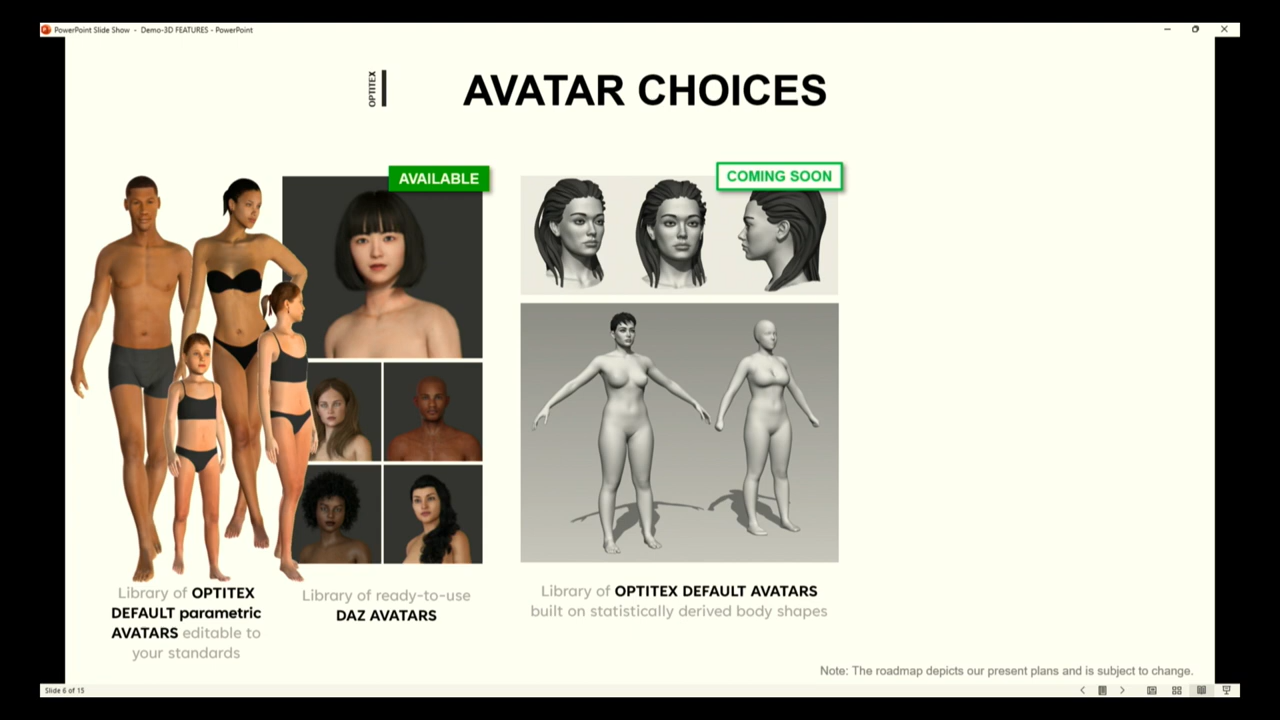 PowerPoint Slide Show - Demo-3D FEATURES - PowerPoint
OPTITEX
AVATAR CHOICES
AVAILABLE
COMING SOON
Library of OPTITEX
DEFAULT parametric
AVATARS editable to
your standards
Library of ready-to-use
DAZ AVATARS
Library of OPTITEX DEFAULT AVATARS
built on statistically derived body shapes
Note: The roadmap depicts our present plans and is subject to change.
Slide 6 of 15